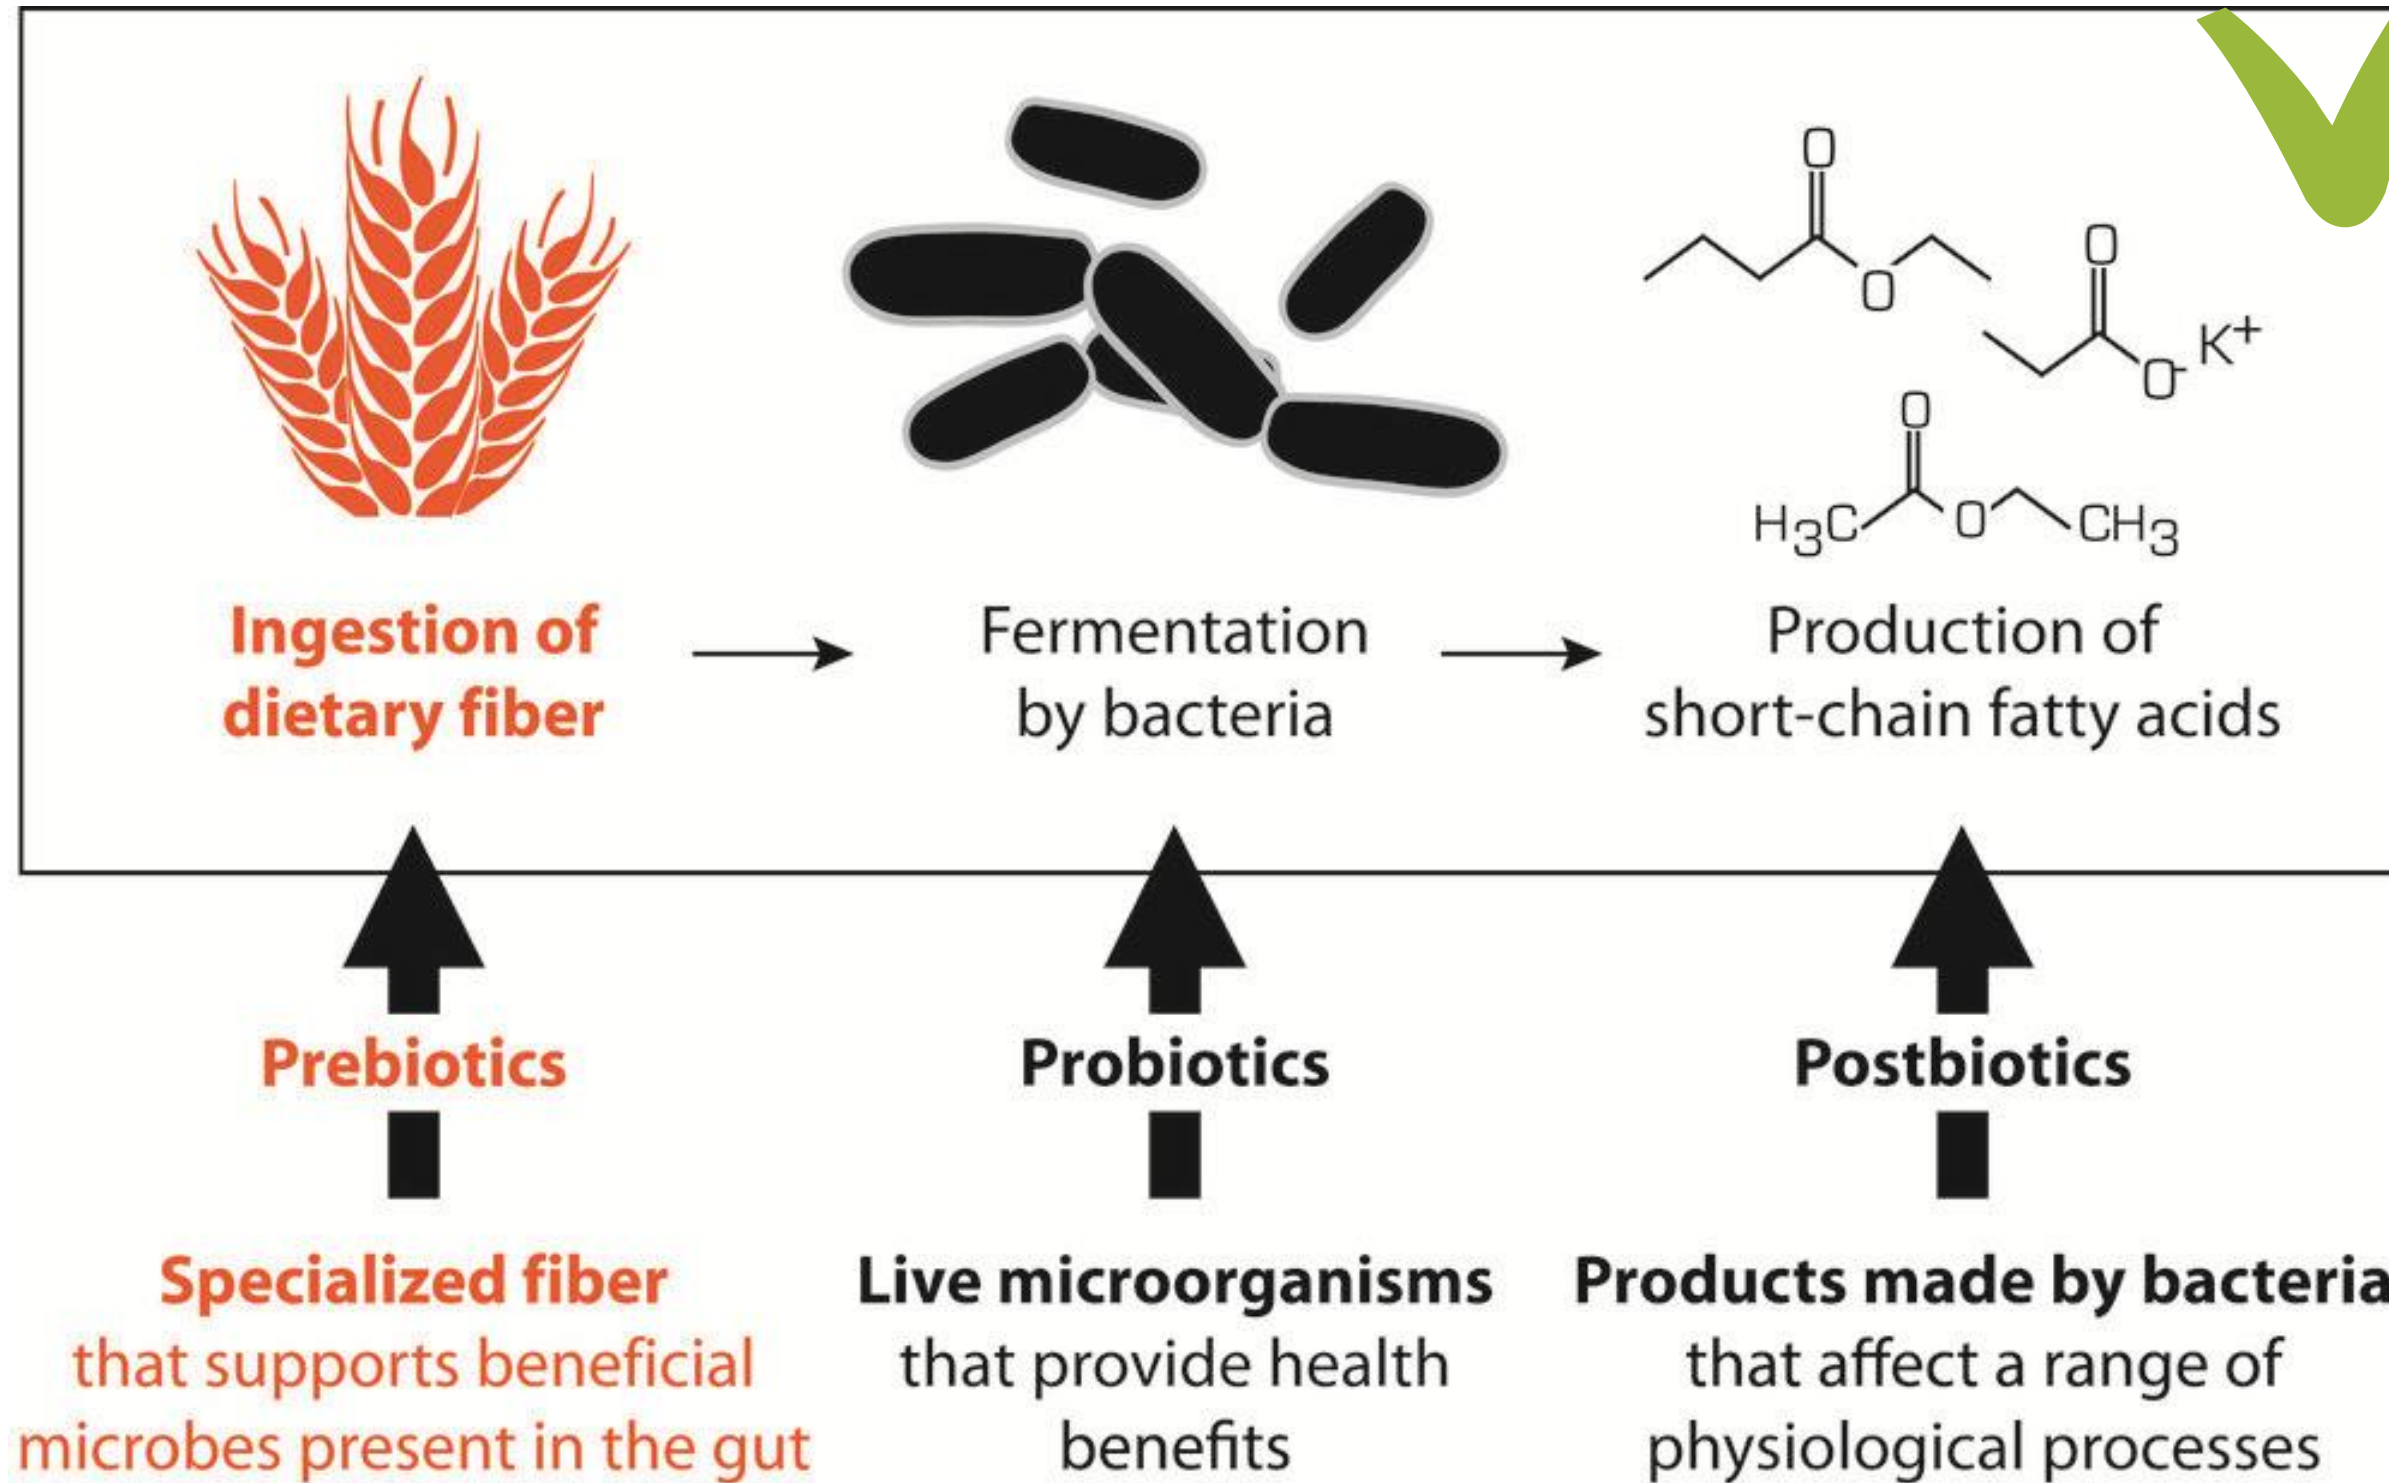 O
O
O
O- K+
O
H3C O CH3
Ingestion of
dietary fiber
Fermentation
by bacteria
Production of
short-chain fatty acids
Prebiotics
Probiotics
Postbiotics
Specialized fiber
that supports beneficial
microbes present in the gut
Live microorganisms
that provide health
benefits
Products made by bacteria
that affect a range of
physiological processes